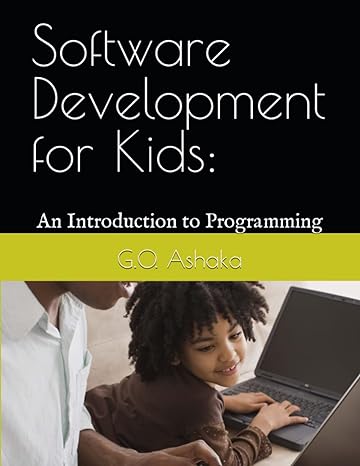 Software
Development
for Kids:
An Introduction to Programming
G.O. Ashaka